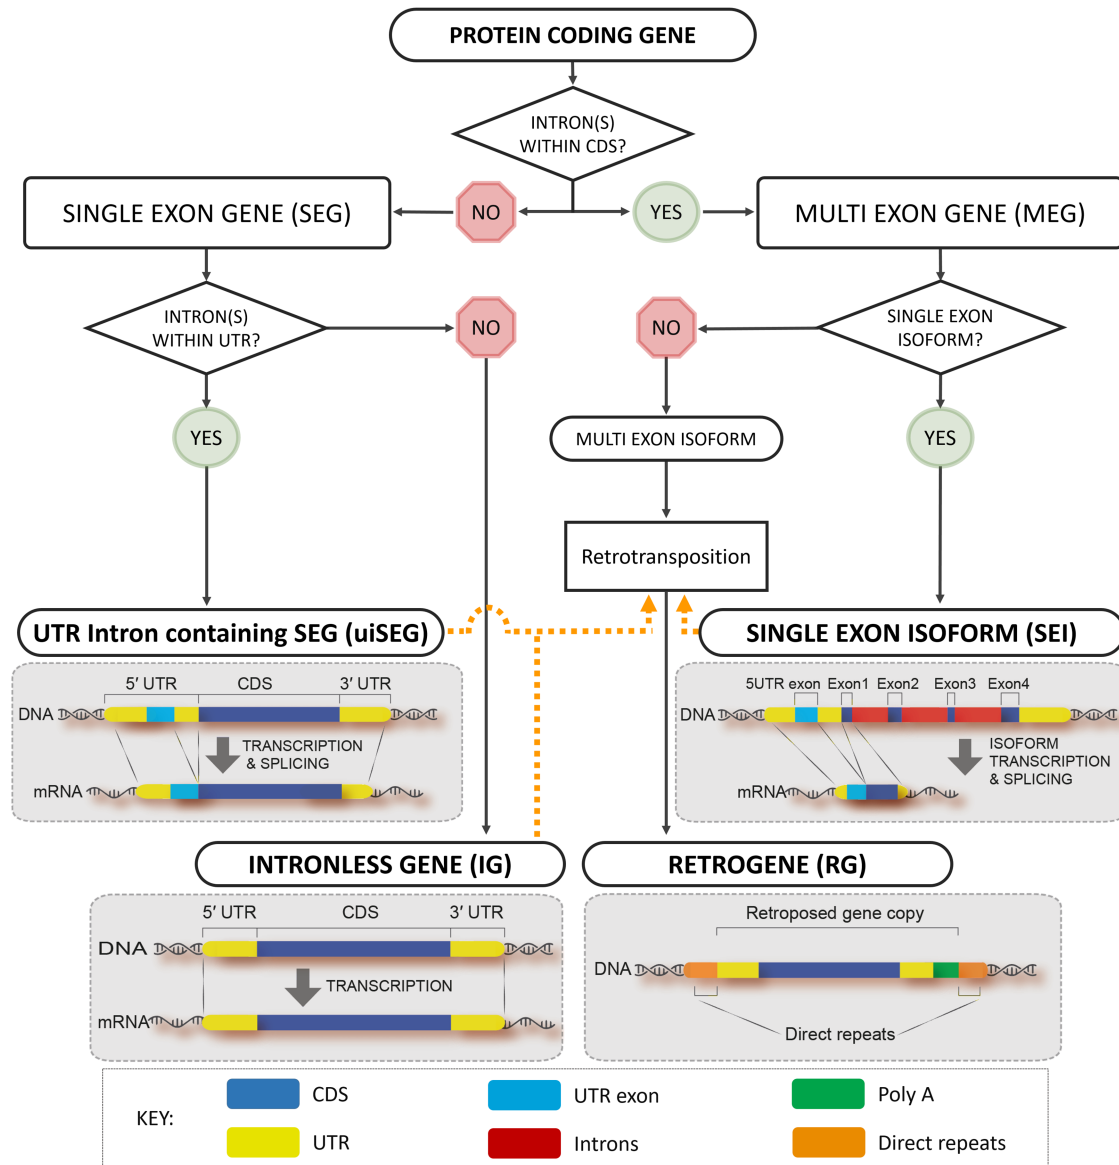 PROTEIN CODING GENE
INTRON(S)
WITHIN CDS?
SINGLE EXON GENE (SEG)
NO
YES
MULTI EXON GENE (MEG)
INTRON(S)
WITHIN UTR?
NO
NO
SINGLE EXON
ISOFORM?
YES
MULTI EXON ISOFORM
YES
Retrotransposition
UTR Intron containing SEG (uiSEG)
SINGLE EXON ISOFORM (SEI)
5′ UTR CDS 3′ UTR
DNA
TRANSCRIPTION
& SPLICING
mRNA
5UTR exon Exon1 Exon2 Exon3 Exon4
DNA
ISOFORM
TRANSCRIPTION
& SPLICING
mRNA
INTRONLESS GENE (IG)
RETROGENE (RG)
5′ UTR CDS 3′ UTR
DNA
TRANSCRIPTION
mRNA
Retroposed gene copy
DNA
Direct repeats
KEY:
CDS
UTR exon
Poly A
UTR
Introns
Direct repeats